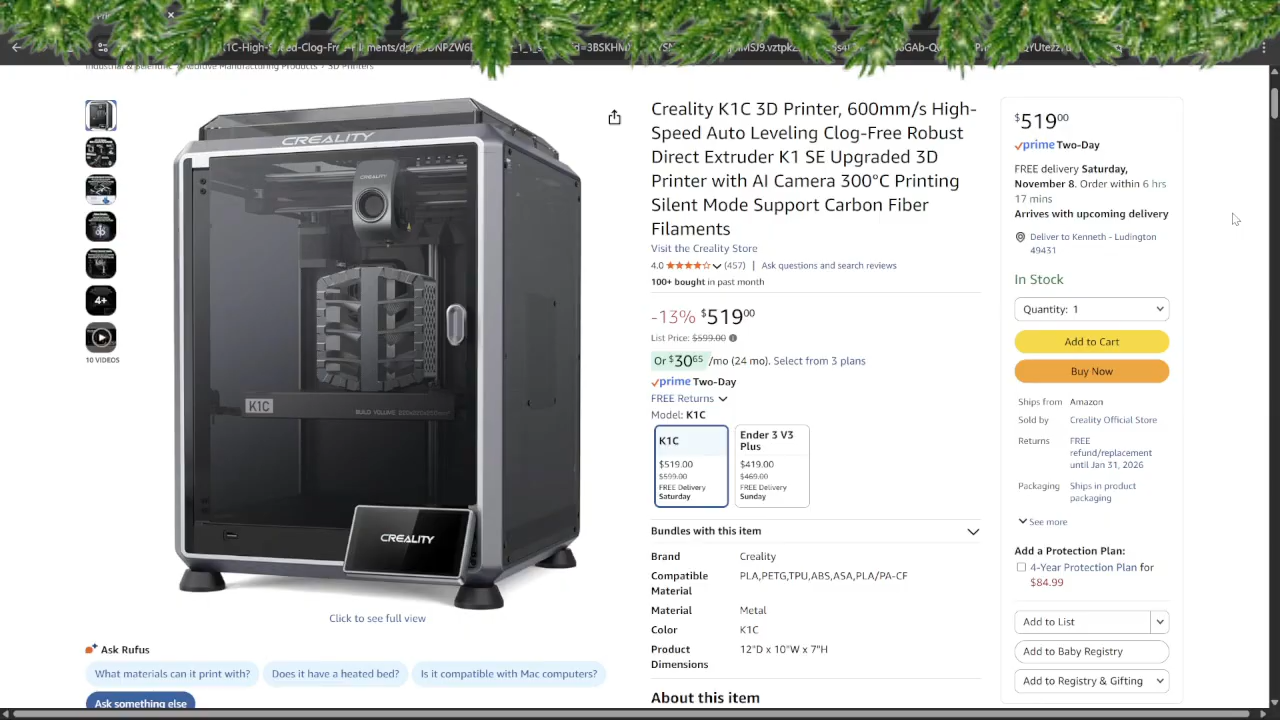 Industrial & Scientific › Additive Manufacturing Products › 3D Printers
CREALITY
CREALITY
K1C
CREALITY
4+
10 VIDEOS
Click to see full view
Ask Rufus
What materials can it print with?
Does it have a heated bed?
Is it compatible with Mac computers?
Ask something else
Creality K1C 3D Printer, 600mm/s High-
Speed Auto Leveling Clog-Free Robust
Direct Extruder K1 SE Upgraded 3D
Printer with AI Camera 300°C Printing
Silent Mode Support Carbon Fiber
Filaments
Visit the Creality Store
4.0 (457) | Ask questions and search reviews
100+ bought in past month
-13% $519.00
List Price: $599.00
Or $30.65 /mo (24 mo). Select from 3 plans
prime Two-Day
FREE Returns
Model: K1C
K1C
$519.00
$599.00
FREE Delivery
Saturday
Ender 3 V3
Plus
$419.00
$469.00
FREE Delivery
Sunday
Bundles with this item
Brand Creality
Compatible
Material PLA,PETG,TPU,ABS,ASA,PLA/PA-CF
Material Metal
Color K1C
Product
Dimensions 12"D x 10"W x 7"H
About this item
$519.00
prime Two-Day
FREE delivery Saturday,
November 8. Order within 6 hrs
17 mins
Arrives with upcoming delivery
Deliver to Kenneth - Ludington
49431
In Stock
Quantity: 1
Add to Cart
Buy Now
Ships from Amazon
Sold by Creality Official Store
Returns FREE
refund/replacement
until Jan 31, 2026
Packaging Ships in product
packaging
See more
Add a Protection Plan:
4-Year Protection Plan for
$84.99
Add to List
Add to Baby Registry
Add to Registry & Gifting